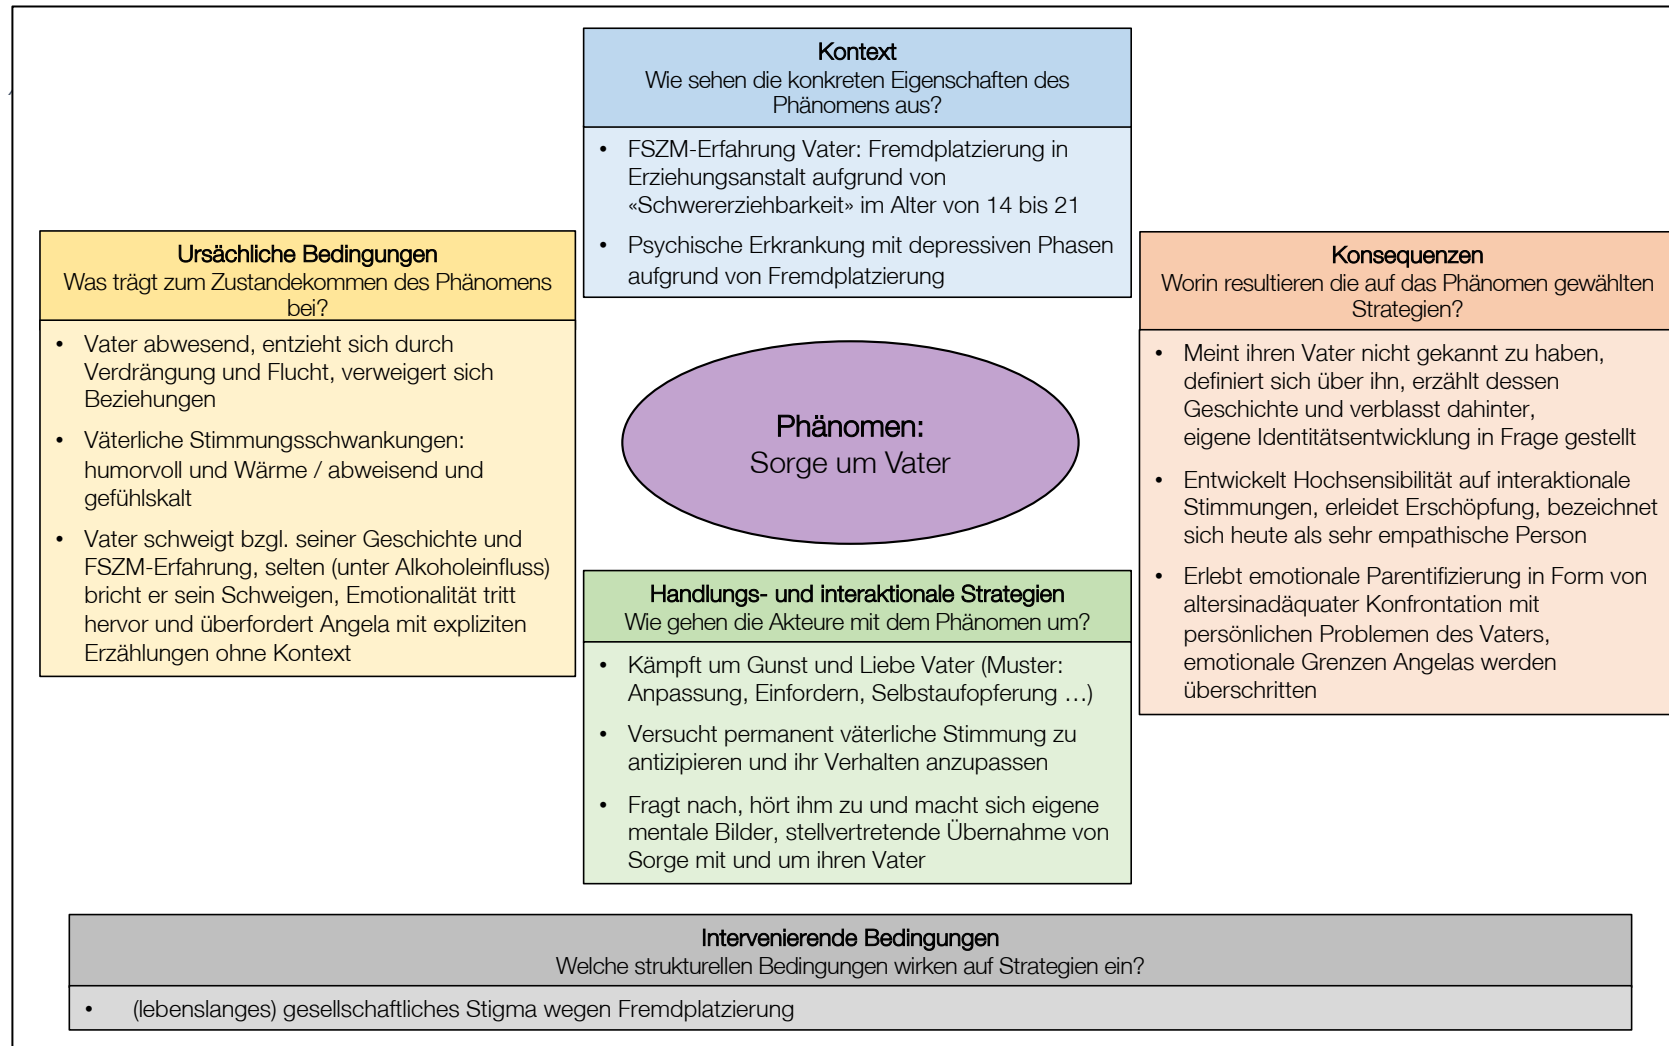 Kontext
Wie sehen die konkreten Eigenschaften des
Phänomens aus?
• FSZM-Erfahrung Vater: Fremdplatzierung in
Erziehungsanstalt aufgrund von
«Schwererziehbarkeit» im Alter von 14 bis 21
• Psychische Erkrankung mit depressiven Phasen
aufgrund von Fremdplatzierung
Ursächliche Bedingungen
Was trägt zum Zustandekommen des Phänomens
bei?
• Vater abwesend, entzieht sich durch
Verdrängung und Flucht, verweigert sich
Beziehungen
• Väterliche Stimmungsschwankungen:
humorvoll und Wärme / abweisend und
gefühlskalt
• Vater schweigt bzgl. seiner Geschichte und
FSZM-Erfahrung, selten (unter Alkoholeinfluss)
bricht er sein Schweigen, Emotionalität tritt
hervor und überfordert Angela mit expliziten
Erzählungen ohne Kontext
Phänomen:
Sorge um Vater
Konsequenzen
Worin resultieren die auf das Phänomen gewählten
Strategien?
• Meint ihren Vater nicht gekannt zu haben,
definiert sich über ihn, erzählt dessen
Geschichte und verblasst dahinter,
eigene Identitätsentwicklung in Frage gestellt
• Entwickelt Hochsensibilität auf interaktionale
Stimmungen, erleidet Erschöpfung, bezeichnet
sich heute als sehr empathische Person
• Erlebt emotionale Parentifizierung in Form von
altersinadäquater Konfrontation mit
persönlichen Problemen des Vaters,
emotionale Grenzen Angelas werden
überschritten
Handlungs- und interaktionale Strategien
Wie gehen die Akteure mit dem Phänomen um?
• Kämpft um Gunst und Liebe Vater (Muster:
Anpassung, Einfordern, Selbstaufopferung …)
• Versucht permanent väterliche Stimmung zu
antizipieren und ihr Verhalten anzupassen
• Fragt nach, hört ihm zu und macht sich eigene
mentale Bilder, stellvertretende Übernahme von
Sorge mit und um ihren Vater
Intervenierende Bedingungen
Welche strukturellen Bedingungen wirken auf Strategien ein?
• (lebenslanges) gesellschaftliches Stigma wegen Fremdplatzierung